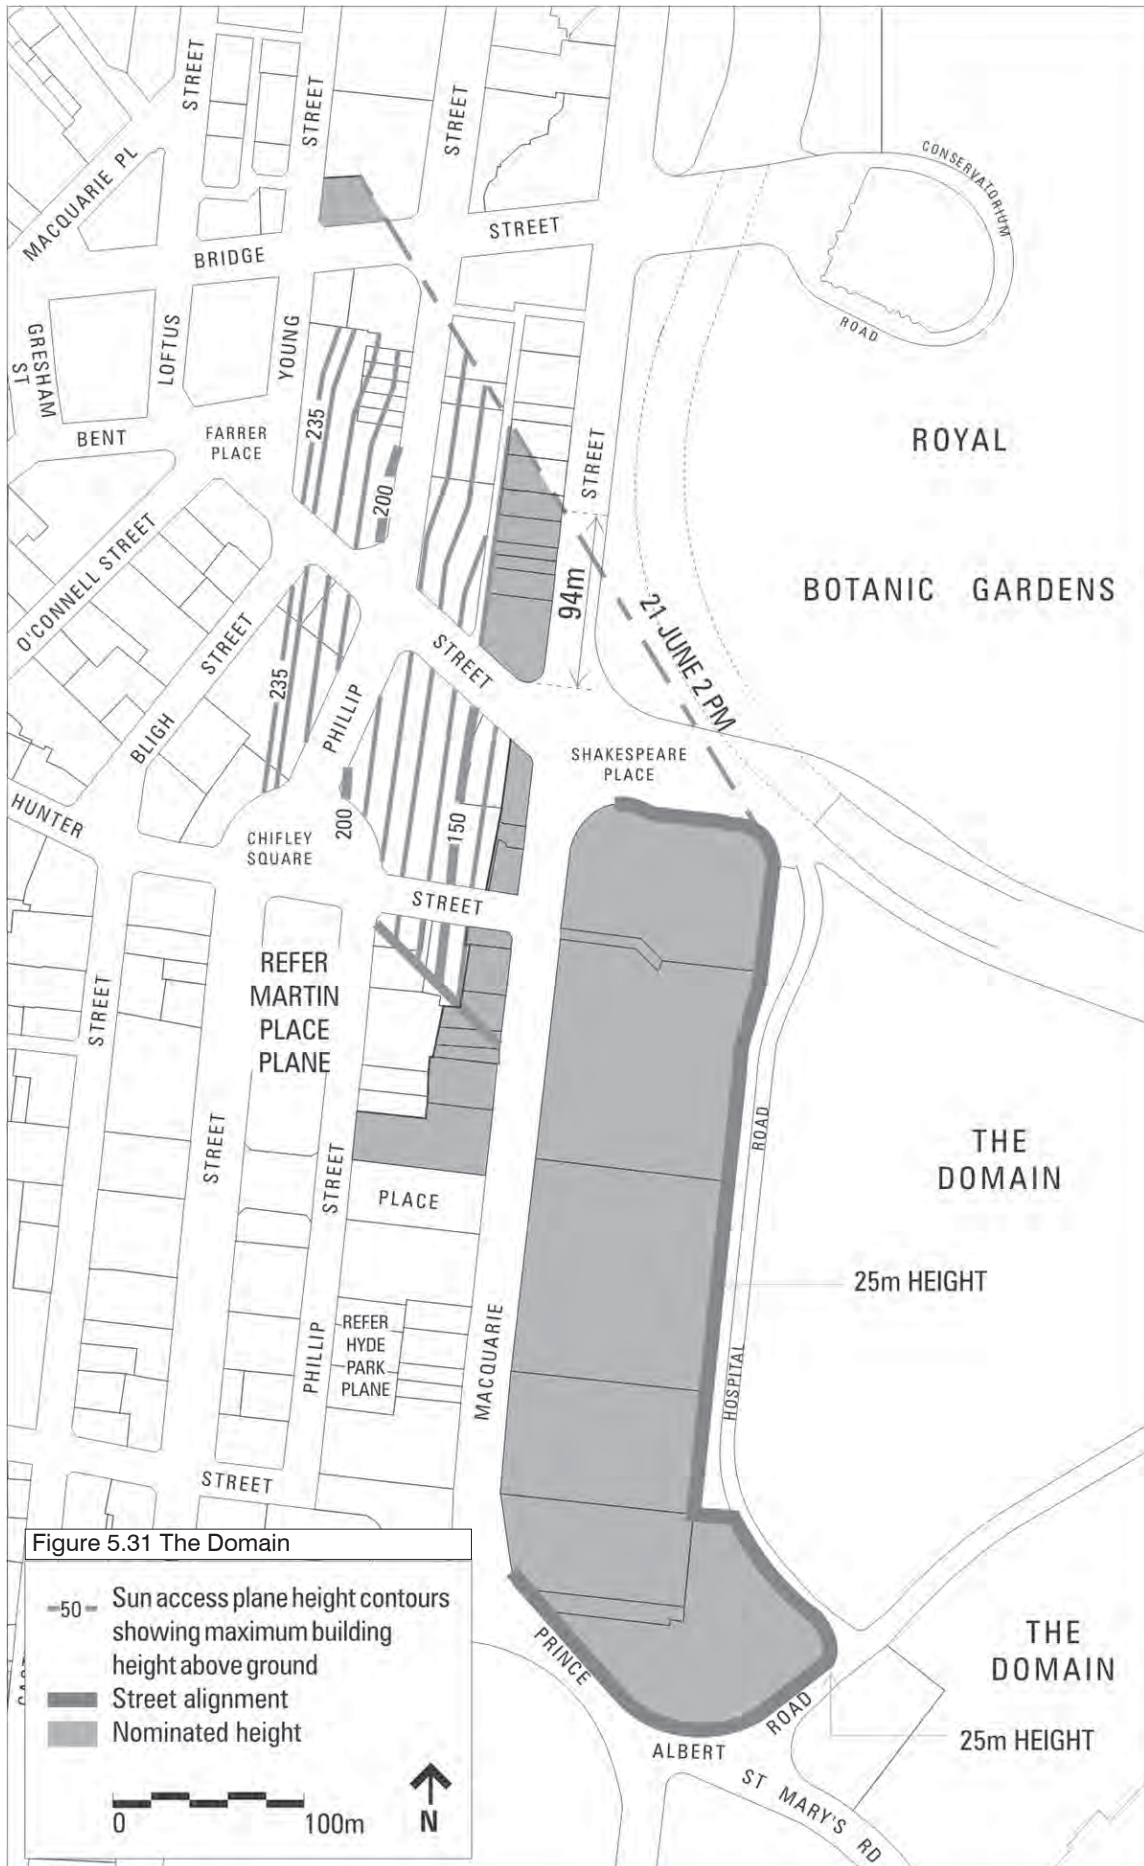 STREET
STREET
STREET
MACQUARIE PL
CONSERVATORIUM
ROAD
BRIDGE
STREET
GRESHAM
ST
LOFTUS
YOUNG
BENT
FARRER
PLACE
235
200
STREET
ROYAL
BOTANIC GARDENS
O'CONNELL STREET
BLIGH
STREET
235
PHILLIP
STREET
94m
21 JUNE 2 PM
SHAKESPEARE
PLACE
HUNTER
CHIFLEY
SQUARE
200
150
STREET
REFER
MARTIN
PLACE
PLANE
STREET
STREET
STREET
PLACE
ROAD
THE
DOMAIN
25m HEIGHT
REFER
HYDE
PARK
PLANE
PHILLIP
MACQUARIE
HOSPITAL
STREET
PRINCE
ALBERT
ROAD
ST MARY'S RD
THE
DOMAIN
25m HEIGHT
Figure 5.31 The Domain
50
Sun access plane height contours
showing maximum building
height above ground
Street alignment
Nominated height
0 100m
N